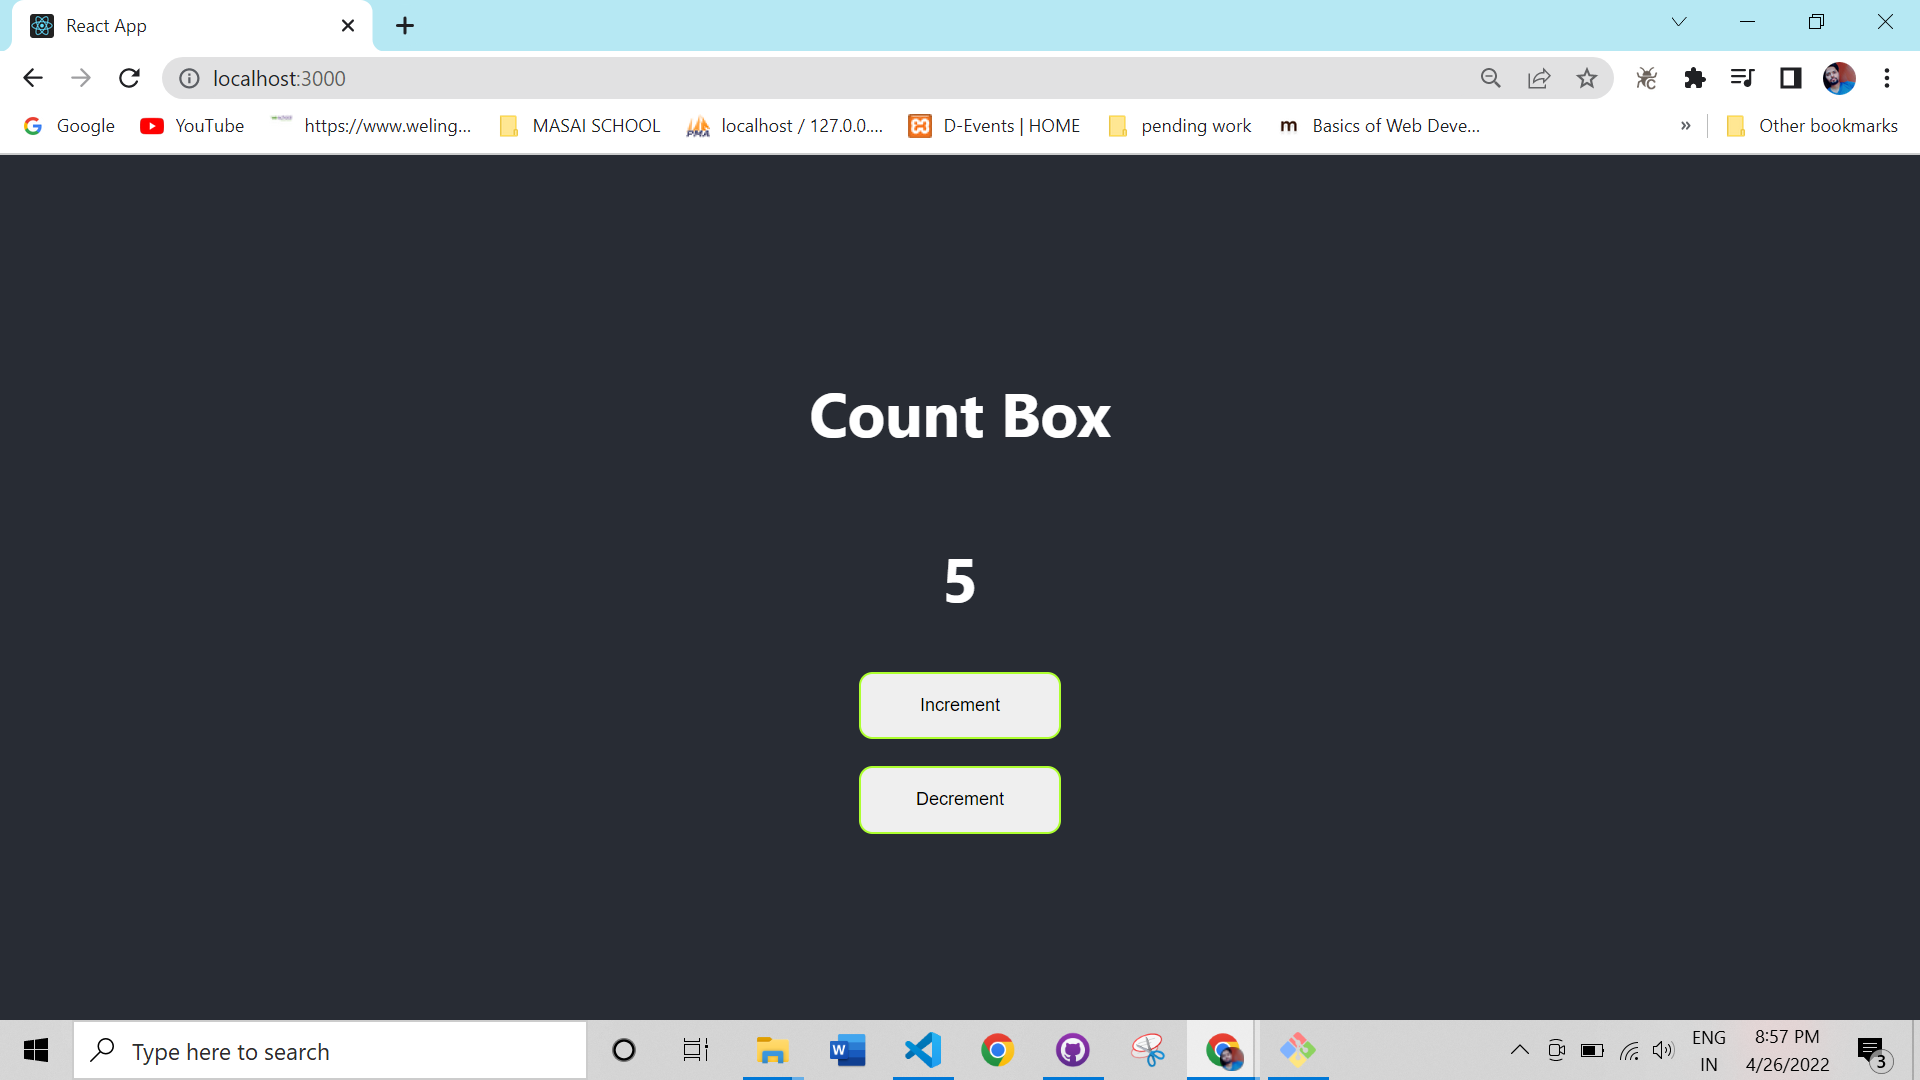 React App
localhost:3000
Google
YouTube
https://www.weling...
MASAI SCHOOL
PMA
localhost / 127.0.0....
D-Events | HOME
pending work
m
Basics of Web Deve...
»
Other bookmarks
Count Box
5
Increment
Decrement
Type here to search
W
ENG
IN
8:57 PM
4/26/2022
3